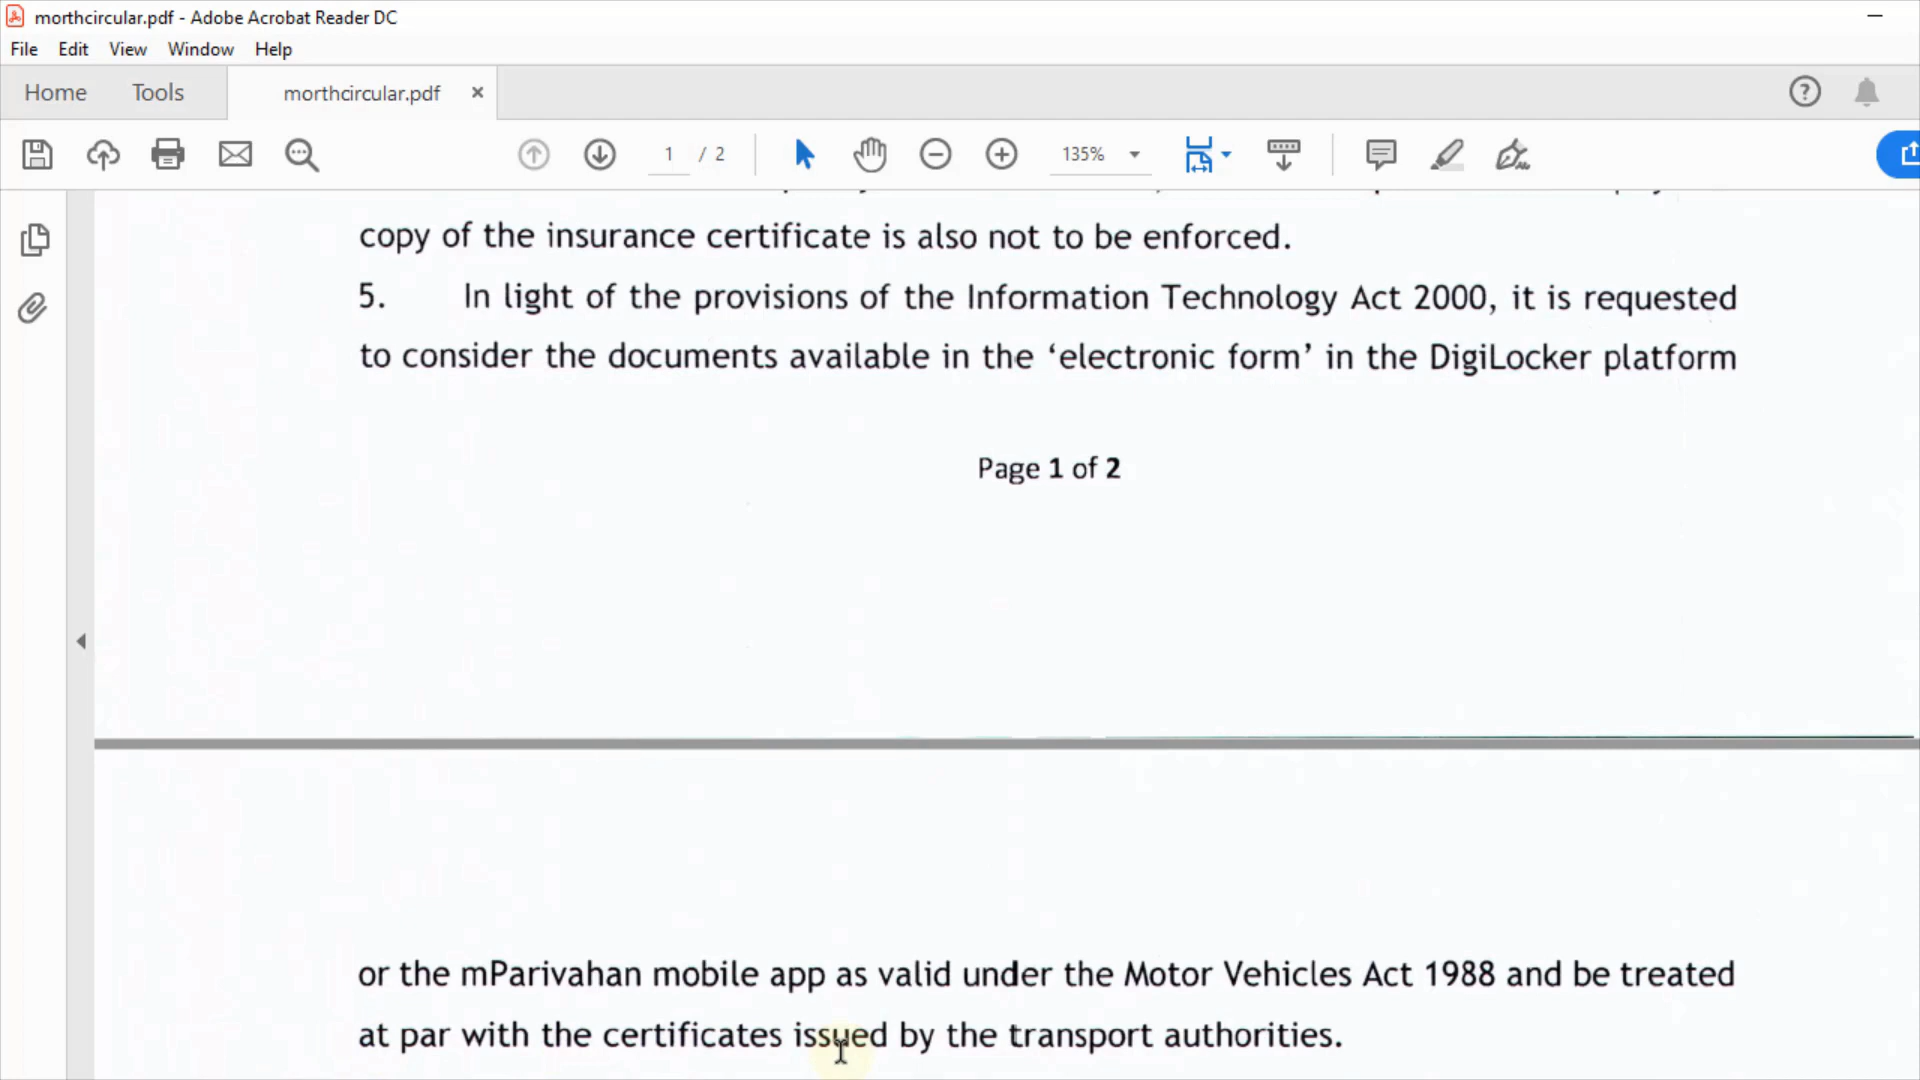 morthcircular.pdf - Adobe Acrobat Reader DC
File Edit View Window Help
Home Tools morthcircular.pdf
1 / 2 135%
copy of the insurance certificate is also not to be enforced.
5. In light of the provisions of the Information Technology Act 2000, it is requested
to consider the documents available in the ‘electronic form’ in the DigiLocker platform
Page 1 of 2
or the mParivahan mobile app as valid under the Motor Vehicles Act 1988 and be treated
at par with the certificates issued by the transport authorities.